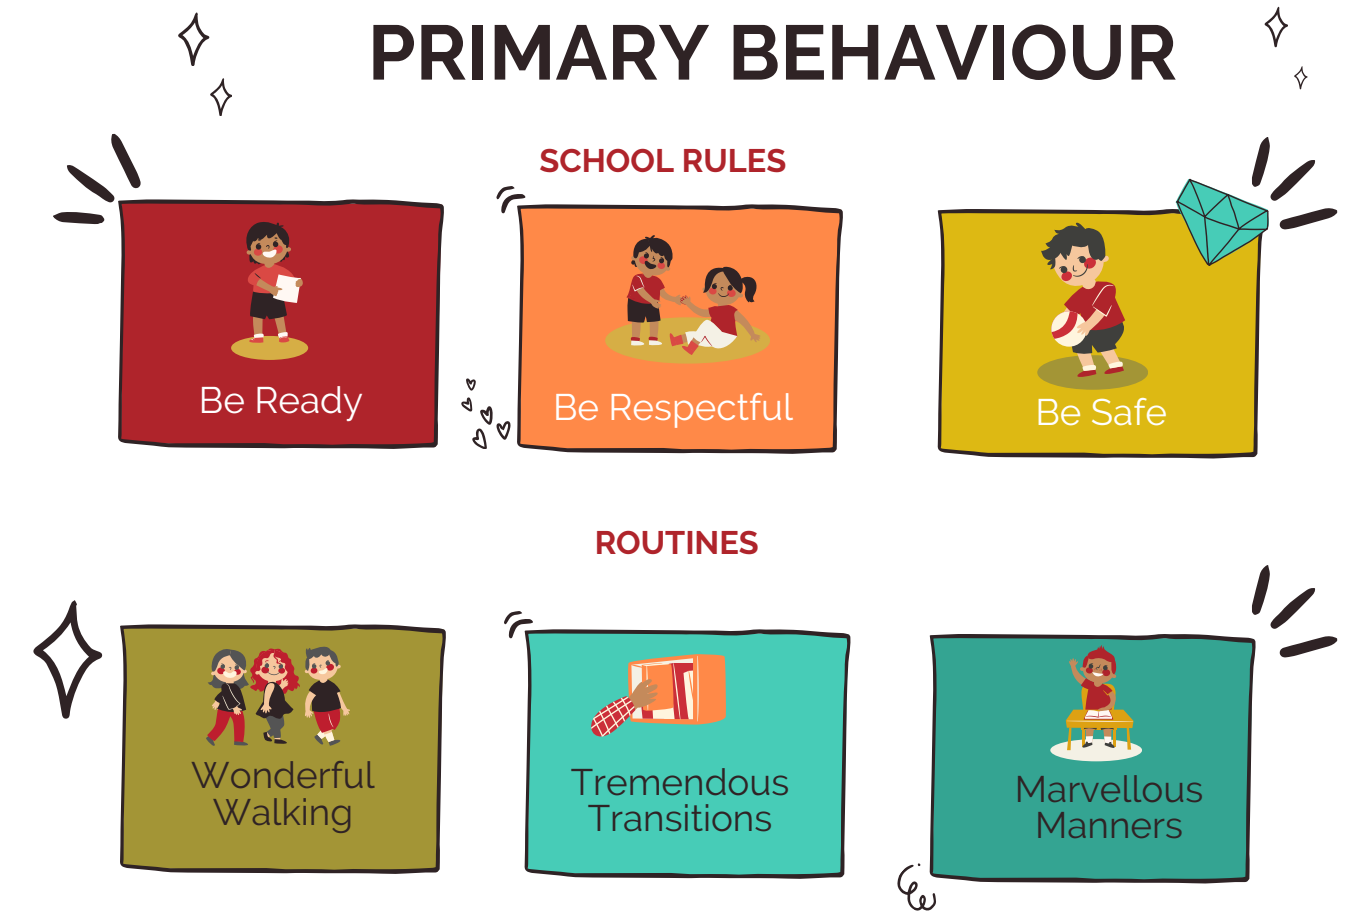 PRIMARY BEHAVIOUR
SCHOOL RULES
Be Ready
Be Respectful
Be Safe
ROUTINES
Wonderful
Walking
Tremendous
Transitions
Marvellous
Manners